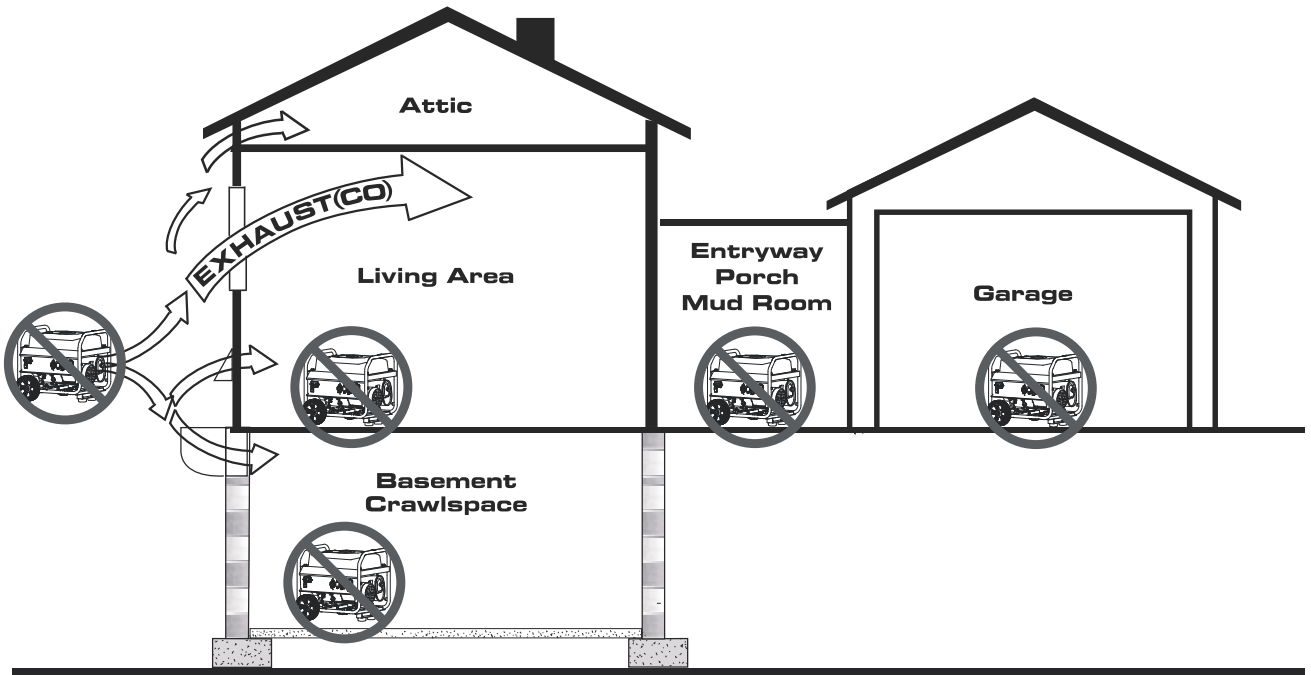 Attic
EXHAUST(CO)
Living Area
Entryway
Porch
Mud Room
Garage
Basement
Crawlspace